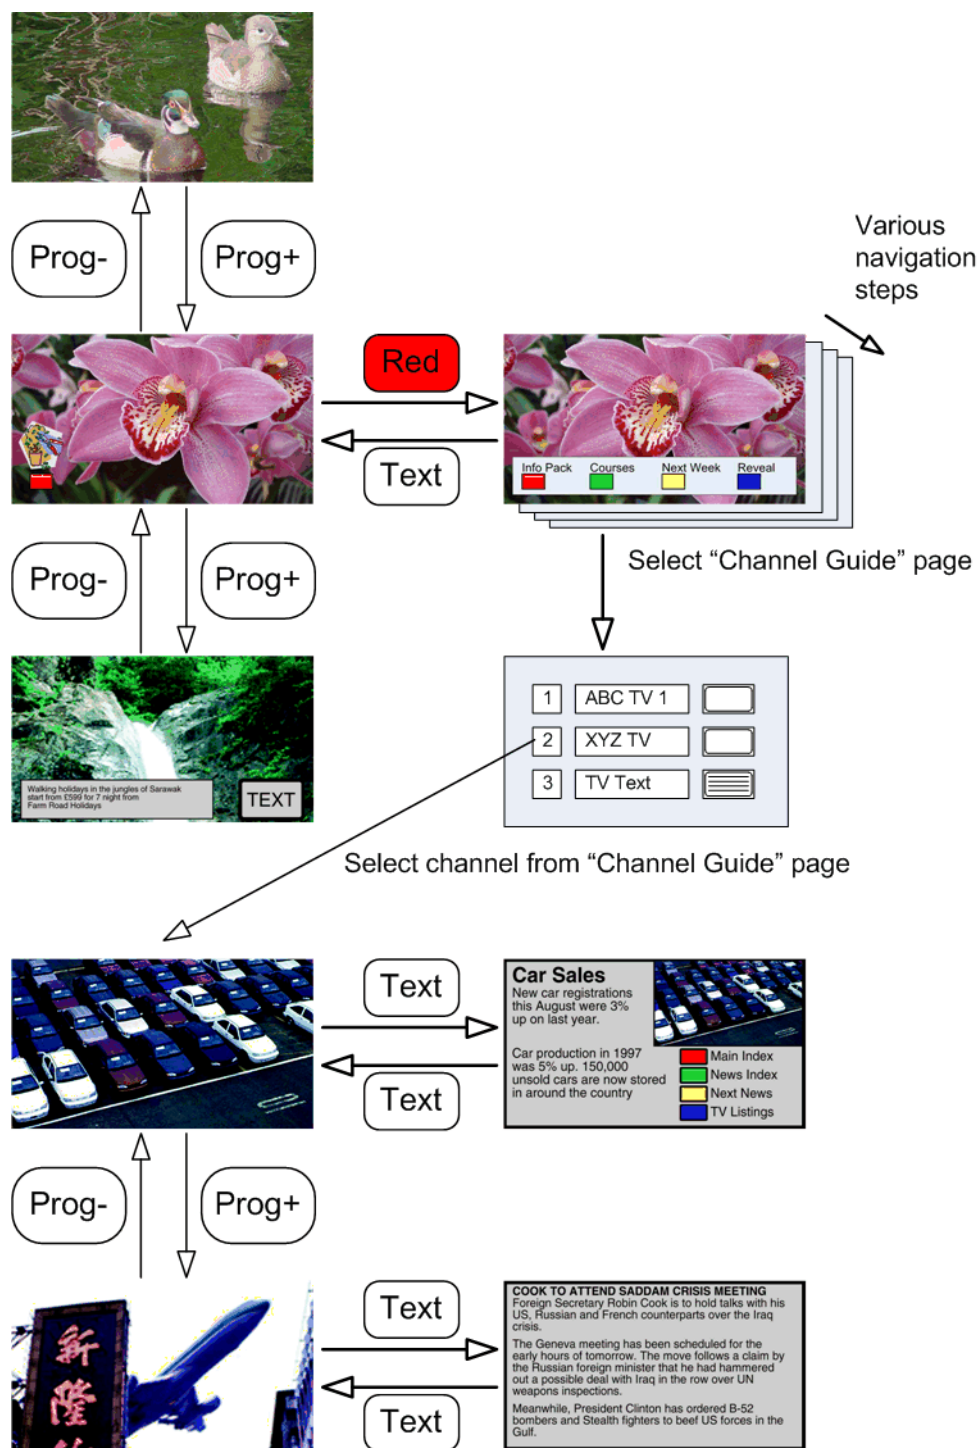 Prog-
Prog+
Various
navigation
steps
Red
Text
Info Pack
Courses
Next Week
Reveal
Prog-
Prog+
Select “Channel Guide” page
1
ABC TV 1
2
XYZ TV
3
TV Text
Walking holidays in the jungles of Sarawak
start from £599 for 7 night from
Farm Road Holidays
TEXT
Select channel from “Channel Guide” page
Text
Text
Car Sales
New car registrations
this August were 3%
up on last year.
Car production in 1997
was 5% up. 150,000
unsold cars are now stored
in around the country
Main Index
News Index
Next News
TV Listings
Prog-
Prog+
新
隆
Text
Text
COOK TO ATTEND SADDAM CRISIS MEETING
Foreign Secretary Robin Cook is to hold talks with his
US, Russian and French counterparts over the Iraq
crisis.
The Geneva meeting has been scheduled for the
early hours of tomorrow. The move follows a claim by
the Russian foreign minister that he had hammered
out a possible deal with Iraq in the row over UN
weapons inspections.
Meanwhile, President Clinton has ordered B-52
bombers and Stealth fighters to beef US forces in the
Gulf.